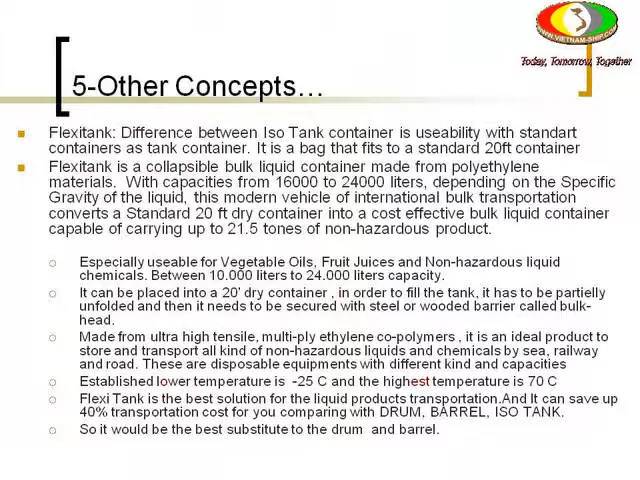 WWW.VIETNAM-SHIP.COM
Today, Tomorrow, Together
5-Other Concepts…
Flexitank: Difference between Iso Tank container is useability with standart
containers as tank container. It is a bag that fits to a standard 20ft container
Flexitank is a collapsible bulk liquid container made from polyethylene
materials. With capacities from 16000 to 24000 liters, depending on the Specific
Gravity of the liquid, this modern vehicle of international bulk transportation
converts a Standard 20 ft dry container into a cost effective bulk liquid container
capable of carrying up to 21.5 tones of non-hazardous product.
Especially useable for Vegetable Oils, Fruit Juices and Non-hazardous liquid
chemicals. Between 10.000 liters to 24.000 liters capacity.
It can be placed into a 20' dry container , in order to fill the tank, it has to be partielly
unfolded and then it needs to be secured with steel or wooded barrier called bulk-
head.
Made from ultra high tensile, multi-ply ethylene co-polymers , it is an ideal product to
store and transport all kind of non-hazardous liquids and chemicals by sea, railway
and road. These are disposable equipments with different kind and capacities
Established lower temperature is -25 C and the highest temperature is 70 C
Flexi Tank is the best solution for the liquid products transportation.And It can save up
40% transportation cost for you comparing with DRUM, BARREL, ISO TANK.
So it would be the best substitute to the drum and barrel.